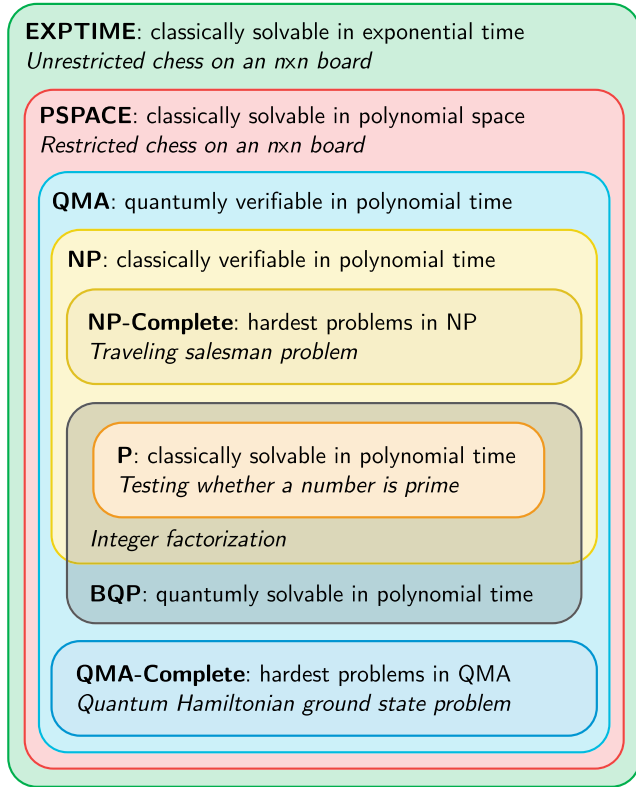 EXPTIME: classically solvable in exponential time
Unrestricted chess on an nxn board
PSPACE: classically solvable in polynomial space
Restricted chess on an nxn board
QMA: quantumly verifiable in polynomial time
NP: classically verifiable in polynomial time
NP-Complete: hardest problems in NP
Traveling salesman problem
P: classically solvable in polynomial time
Testing whether a number is prime
Integer factorization
BQP: quantumly solvable in polynomial time
QMA-Complete: hardest problems in QMA
Quantum Hamiltonian ground state problem